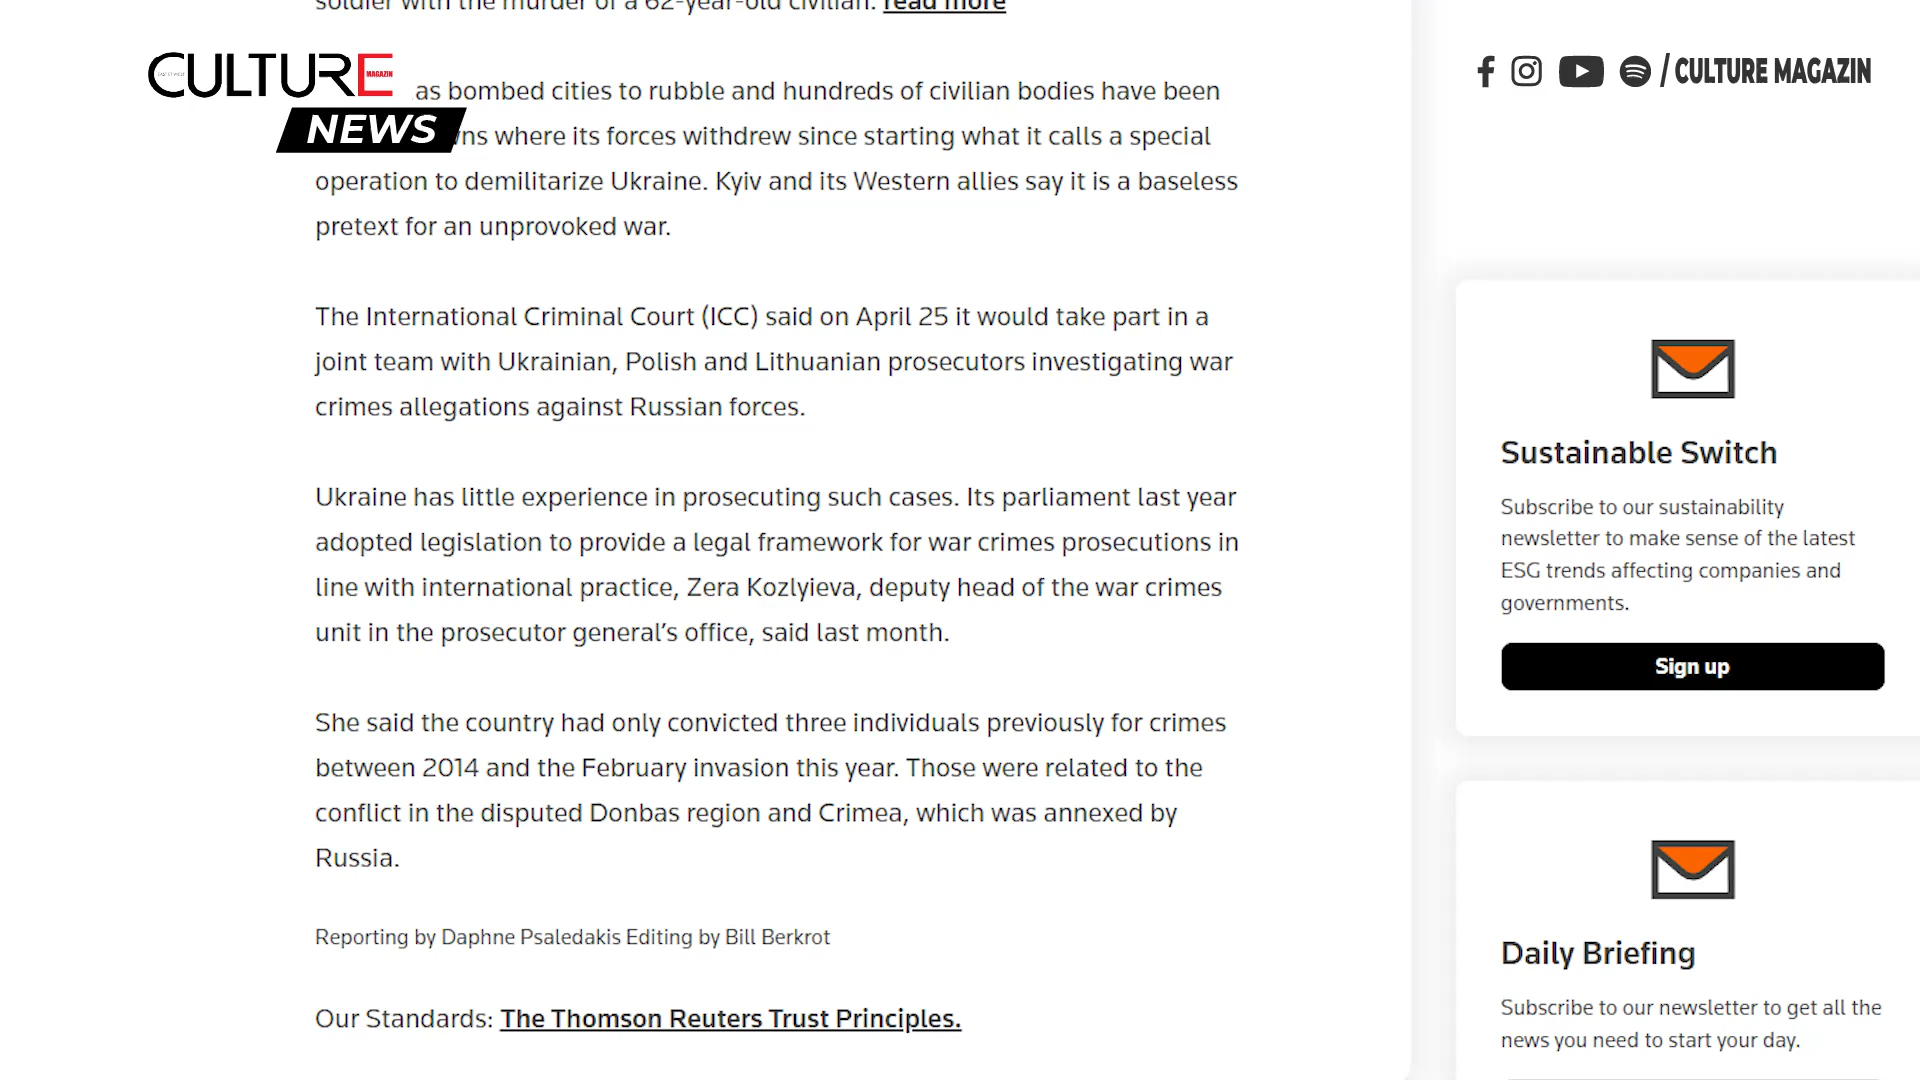 soldier with the murder of a 62-year-old civilian. read more
CULTURE
MAGAZIN
NEWS
/ CULTURE MAGAZIN
as bombed cities to rubble and hundreds of civilian bodies have been
ns where its forces withdrew since starting what it calls a special
operation to demilitarize Ukraine. Kyiv and its Western allies say it is a baseless
pretext for an unprovoked war.
The International Criminal Court (ICC) said on April 25 it would take part in a
joint team with Ukrainian, Polish and Lithuanian prosecutors investigating war
crimes allegations against Russian forces.
Ukraine has little experience in prosecuting such cases. Its parliament last year
adopted legislation to provide a legal framework for war crimes prosecutions in
line with international practice, Zera Kozlyieva, deputy head of the war crimes
unit in the prosecutor general’s office, said last month.
She said the country had only convicted three individuals previously for crimes
between 2014 and the February invasion this year. Those were related to the
conflict in the disputed Donbas region and Crimea, which was annexed by
Russia.
Reporting by Daphne Psaledakis Editing by Bill Berkrot
Our Standards: The Thomson Reuters Trust Principles.
Sustainable Switch
Subscribe to our sustainability
newsletter to make sense of the latest
ESG trends affecting companies and
governments.
Sign up
Daily Briefing
Subscribe to our newsletter to get all the
news you need to start your day.